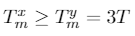 $T_m^x \geq T_m^y = 3T$